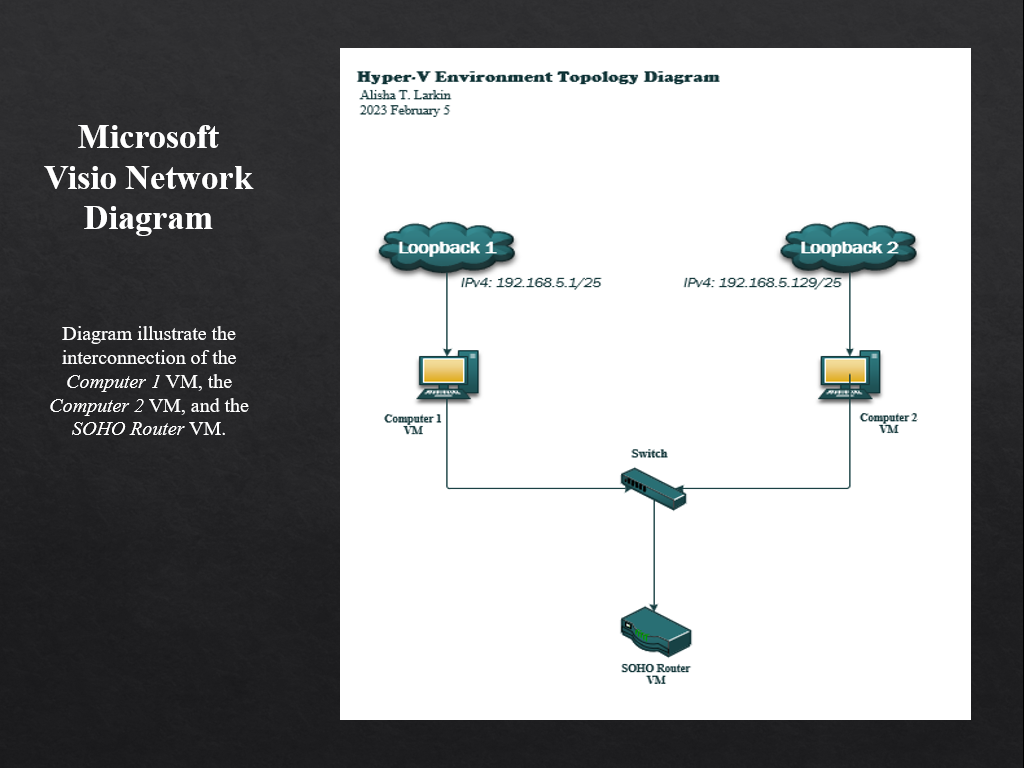 Microsoft
Visio Network
Diagram
Diagram illustrate the
interconnection of the
Computer 1 VM, the
Computer 2 VM, and the
SOHO Router VM.
Hyper-V Environment Topology Diagram
Alisha T. Larkin
2023 February 5
Loopback 1
Loopback 2
IPv4: 192.168.5.1/25
IPv4: 192.168.5.129/25
Computer 1
VM
Computer 2
VM
Switch
SOHO Router
VM